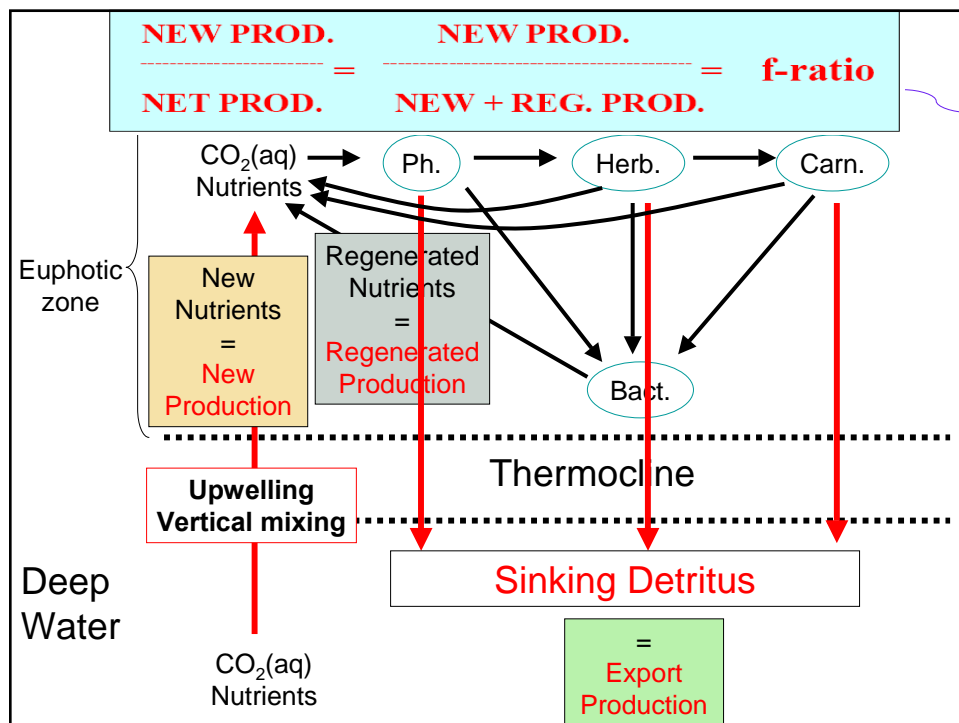 NEW PROD. NEW PROD.
= = f-ratio
NET PROD. NEW + REG. PROD.
CO₂(aq)
Nutrients
Ph.
Herb.
Carn.
Euphotic
zone
New
Nutrients
=
New
Production
Regenerated
Nutrients
=
Regenerated
Production
Bact.
Thermocline
Upwelling
Vertical mixing
Deep
Water
Sinking Detritus
CO₂(aq)
Nutrients
=
Export
Production